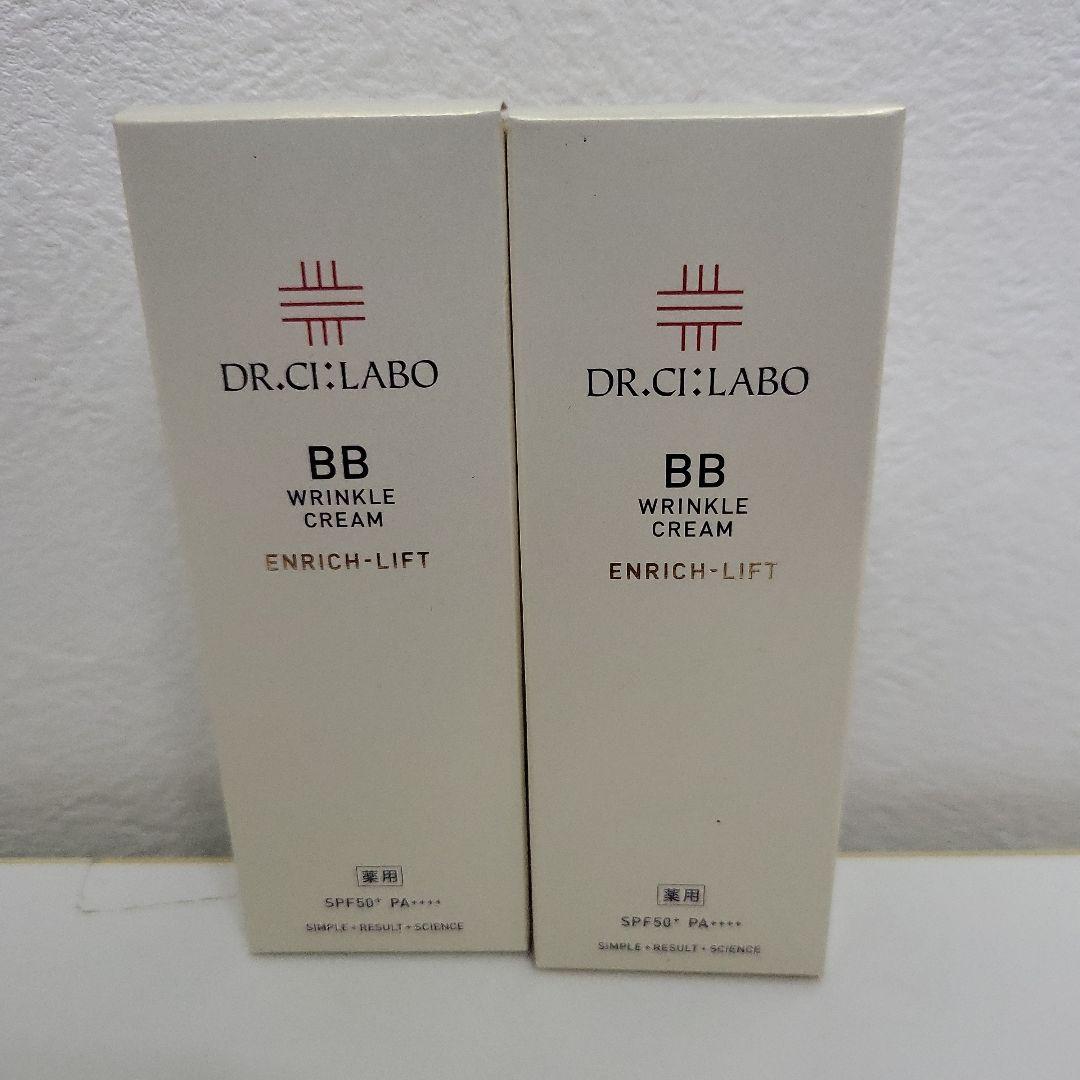 DR.CI:LABO
BB
WRINKLE
CREAM
ENRICH-LIFT
薬用
SPF50+ PA++++
SIMPLE+RESULT+SCIENCE
DR.CI:LABO
BB
WRINKLE
CREAM
ENRICH-LIFT
薬用
SPF50+ PA++++
SIMPLE+RESULT+SCIENCE